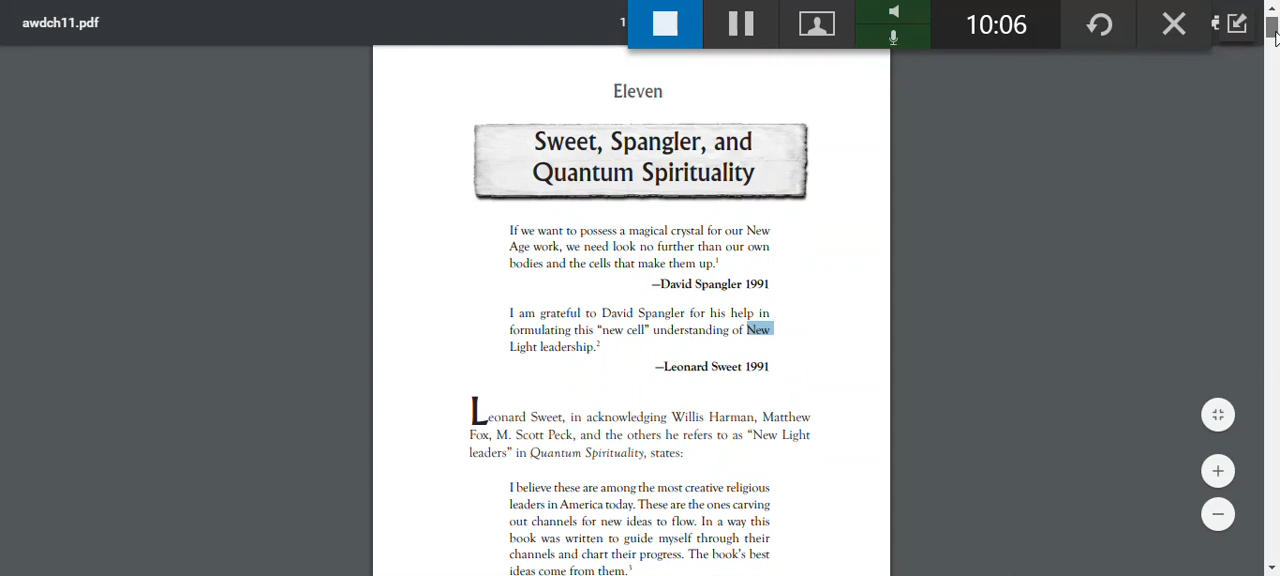 awdch11.pdf
1
10:06
Eleven
Sweet, Spangler, and
Quantum Spirituality
If we want to possess a magical crystal for our New
Age work, we need look no further than our own
bodies and the cells that make them up.1
—David Spangler 1991
I am grateful to David Spangler for his help in
formulating this “new cell” understanding of New
Light leadership.2
—Leonard Sweet 1991
Leonard Sweet, in acknowledging Willis Harman, Matthew
Fox, M. Scott Peck, and the others he refers to as “New Light
leaders” in Quantum Spirituality, states:
I believe these are among the most creative religious
leaders in America today. These are the ones carving
out channels for new ideas to flow. In a way this
book was written to guide myself through their
channels and chart their progress. The book’s best
ideas come from them.3